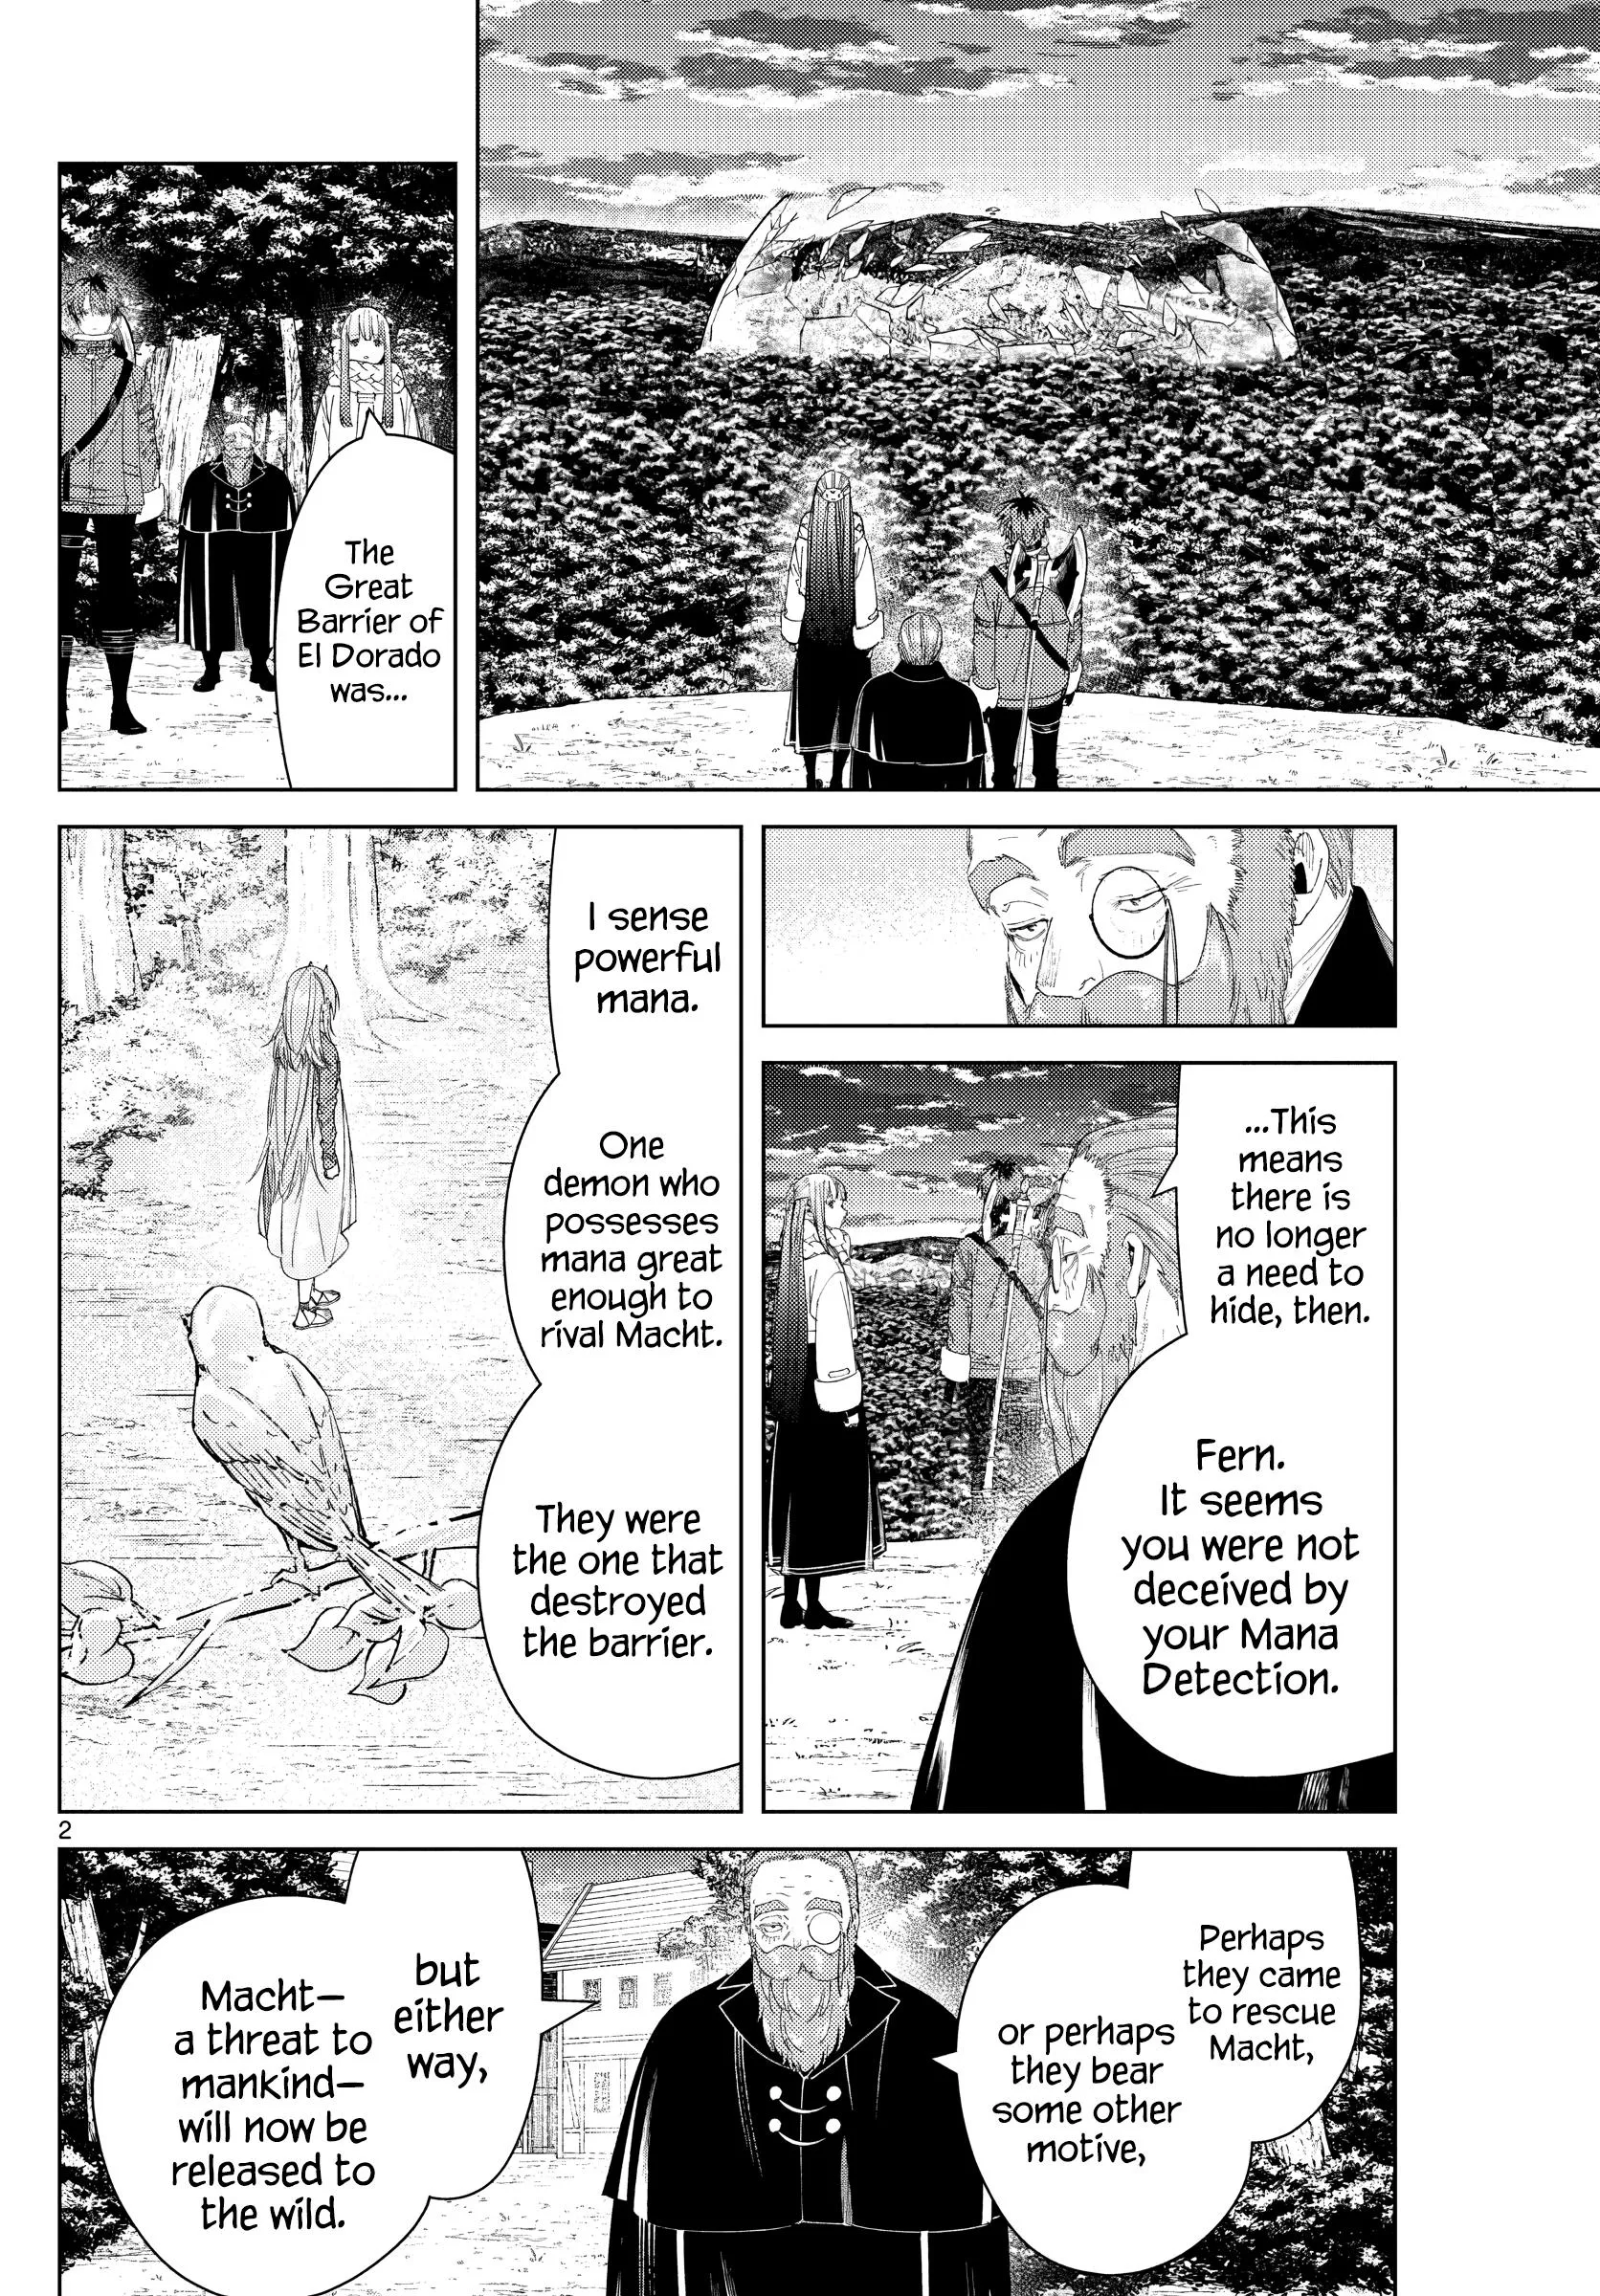 The
Great
Barrier of
El Dorado
was...
...This
means
there is
no longer
a need to
hide, then.
Fern.
It seems
you were not
deceived by
your Mana
Detection.
I sense
powerful
mana.
One
demon who
possesses
mana great
enough to
rival Macht.
They were
the one that
destroyed
the barrier.
2
Perhaps
they came
to rescue
Macht,
or perhaps
they bear
some other
motive,
but
either
way,
Macht—
a threat to
mankind—
will now be
released to
the wild.